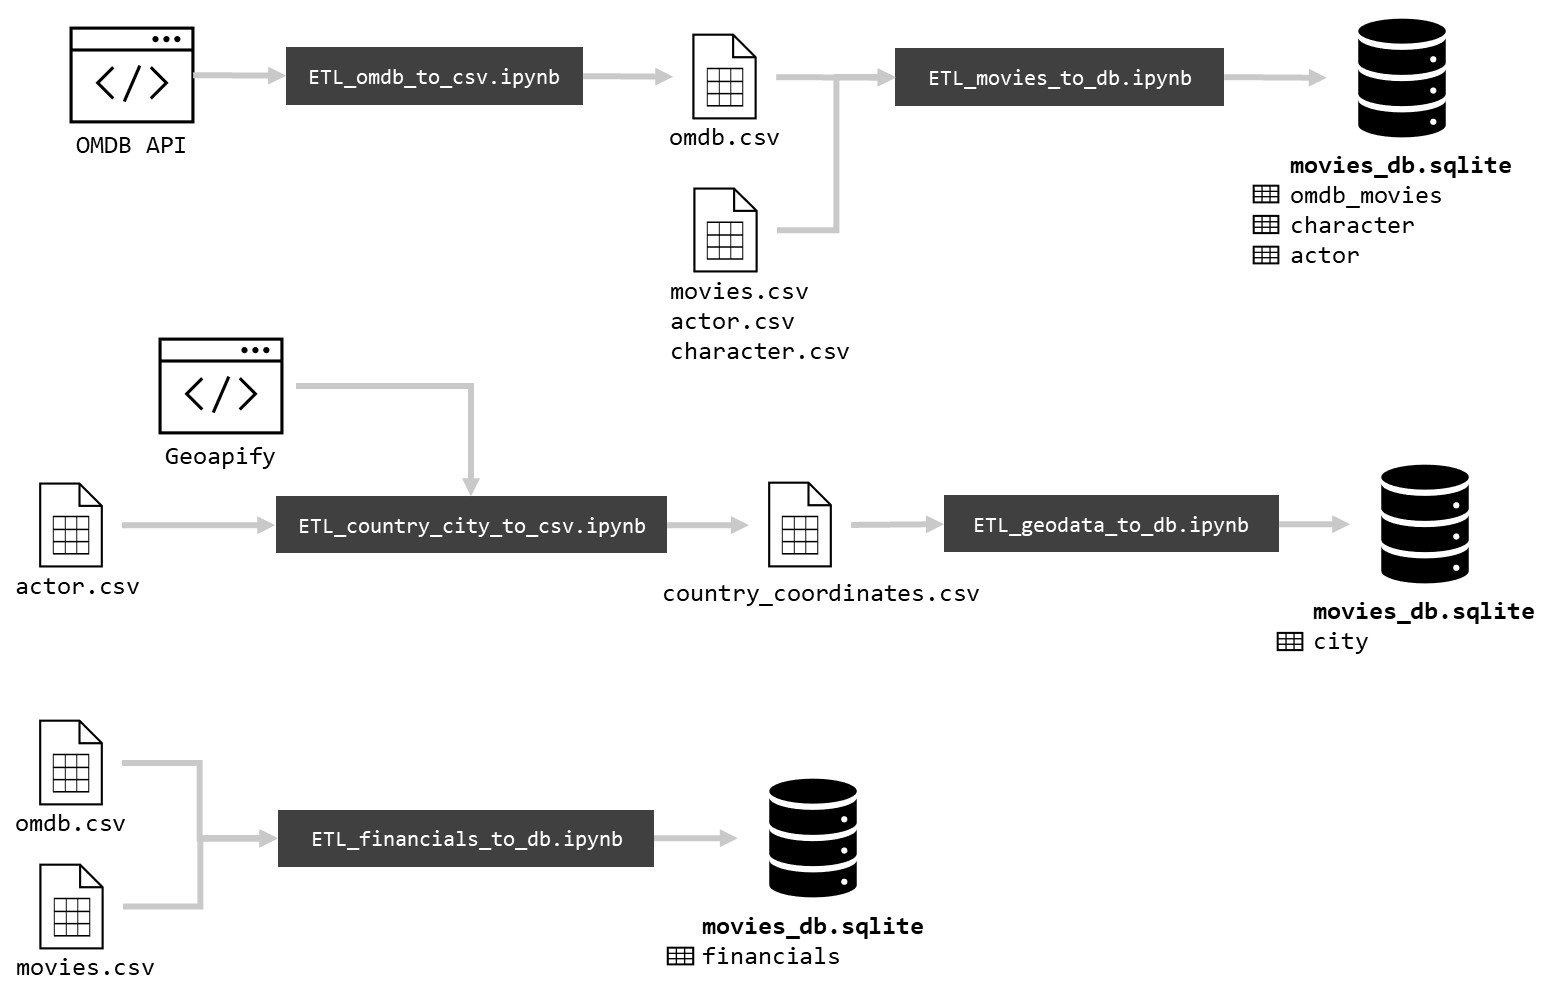 ETL_omdb_to_csv.ipynb
ETL_movies_to_db.ipynb
OMDB API
omdb.csv
movies_db.sqlite
omdb_movies
character
actor
movies.csv
actor.csv
character.csv
Geoapify
ETL_country_city_to_csv.ipynb
ETL_geodata_to_db.ipynb
actor.csv
country_coordinates.csv
movies_db.sqlite
city
omdb.csv
ETL_financials_to_db.ipynb
movies.csv
movies_db.sqlite
financials